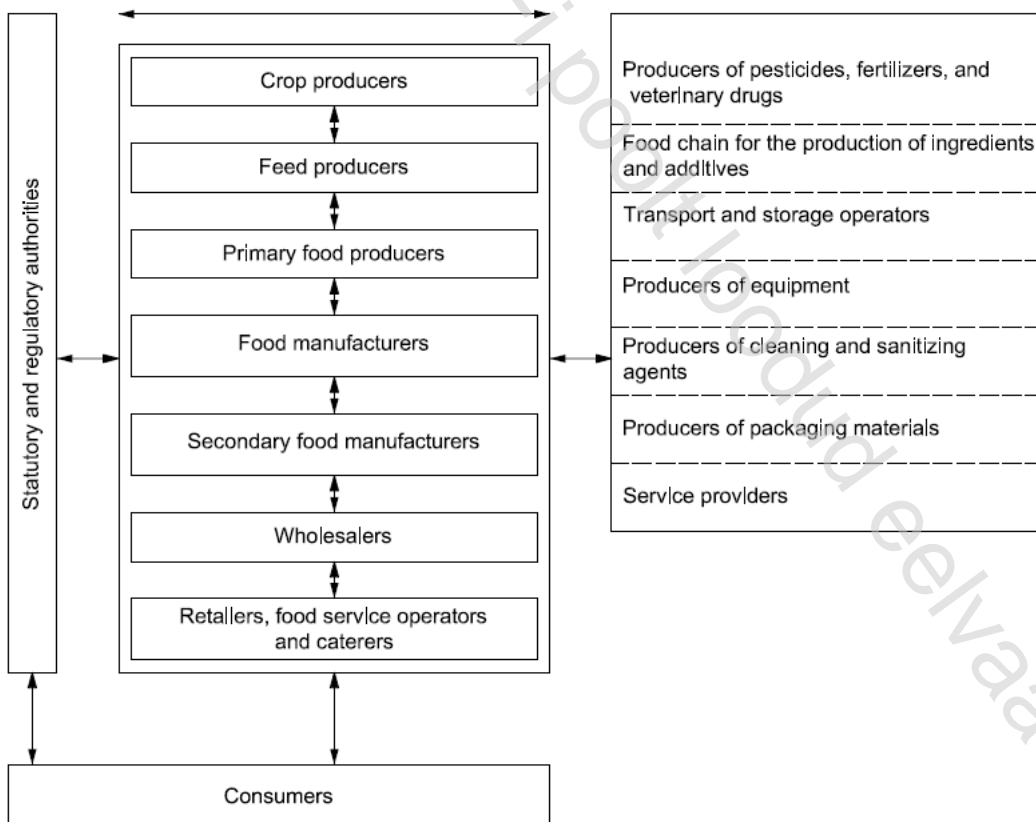 Statutory and regulatory authorities
Crop producers
Feed producers
Primary food producers
Food manufacturers
Secondary food manufacturers
Wholesalers
Retailers, food service operators
and caterers
Consumers
Producers of pesticides, fertilizers, and
veterinary drugs
Food chain for the production of ingredients
and additives
Transport and storage operators
Producers of equipment
Producers of cleaning and sanitizing
agents
Producers of packaging materials
Service providers
poolt loodud eelvaa